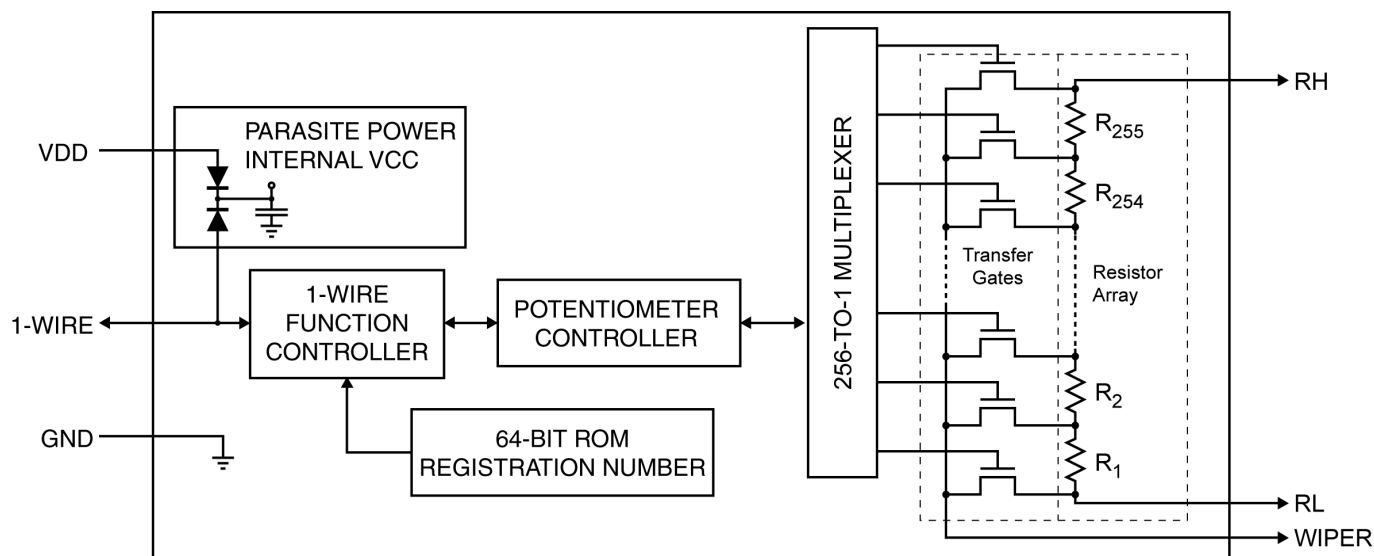 VDD
PARASITE POWER
INTERNAL VCC
1-WIRE
1-WIRE
FUNCTION
CONTROLLER
POTENTIOMETER
CONTROLLER
GND
64-BIT ROM
REGISTRATION NUMBER
256-TO-1 MULTIPLEXER
Transfer
Gates
Resistor
Array
R255
R254
R2
R1
RH
RL
WIPER